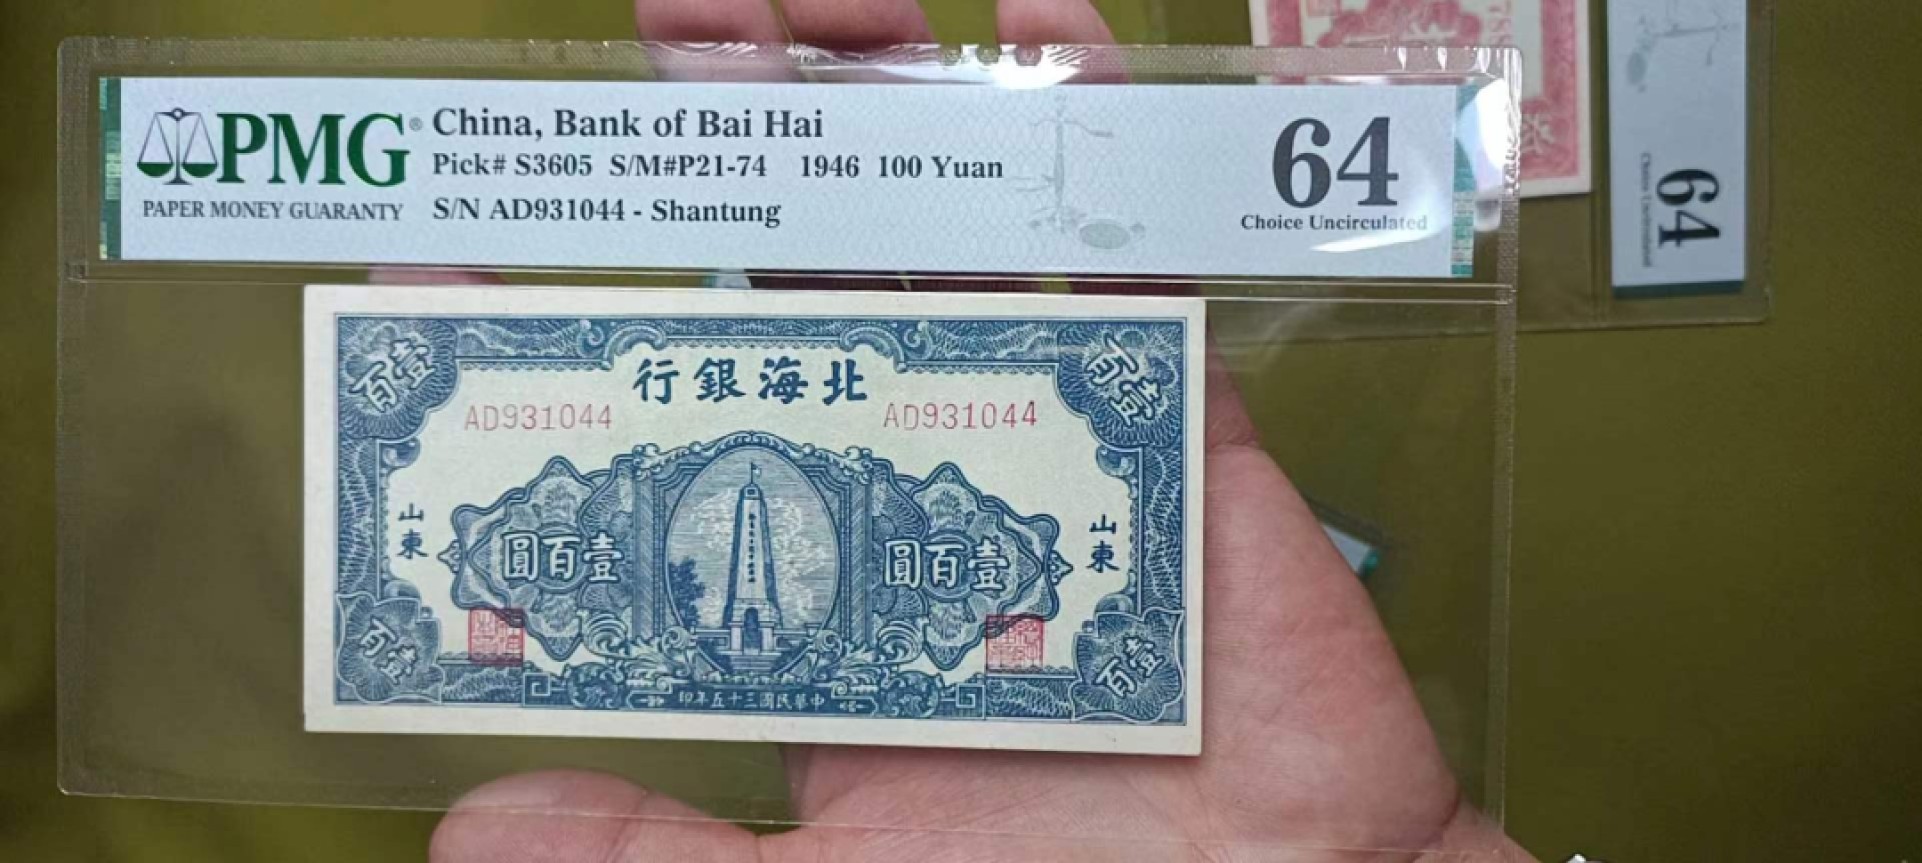 PMG® China, Bank of Bai Hai
Pick# S3605 S/M#P21-74 1946 100 Yuan
PAPER MONEY GUARANTY S/N AD931044 - Shantung
64
Choice Uncirculated
64
Choice Uncirculated
百壹
行銀海北
百壹
AD931044
AD931044
山東
圓百壹
圓百壹
山東
百壹
百壹
印年五十三國民華中